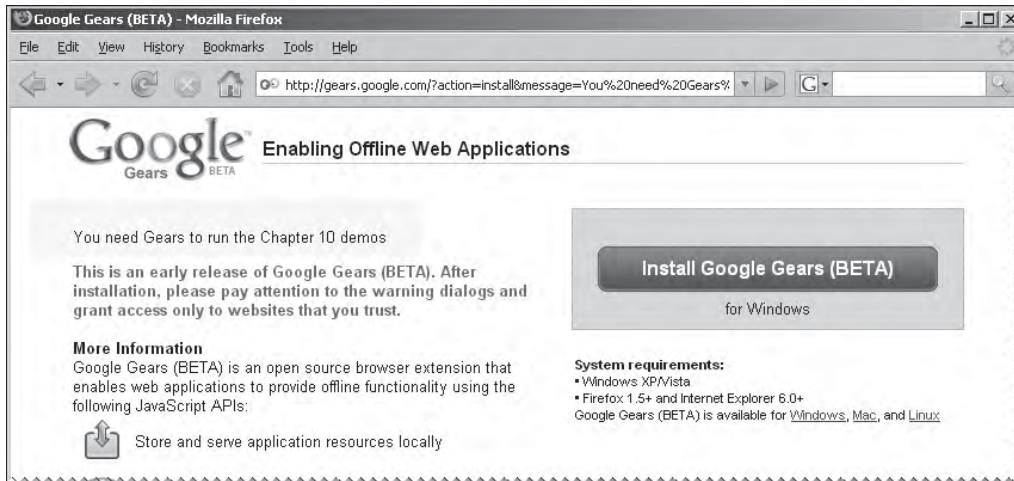 Google Gears (BETA) - Mozilla Firefox
File Edit View History Bookmarks Tools Help
http://gears.google.com/?action=install&message=You%20need%20Gears%
G
Google™
Gears BETA
Enabling Offline Web Applications
You need Gears to run the Chapter 10 demos
This is an early release of Google Gears (BETA). After
installation, please pay attention to the warning dialogs and
grant access only to websites that you trust.
More Information
Google Gears (BETA) is an open source browser extension that
enables web applications to provide offline functionality using the
following JavaScript APIs:
Store and serve application resources locally
Install Google Gears (BETA)
for Windows
System requirements:
• Windows XP/Vista
• Firefox 1.5+ and Internet Explorer 6.0+
Google Gears (BETA) is available for Windows, Mac, and Linux